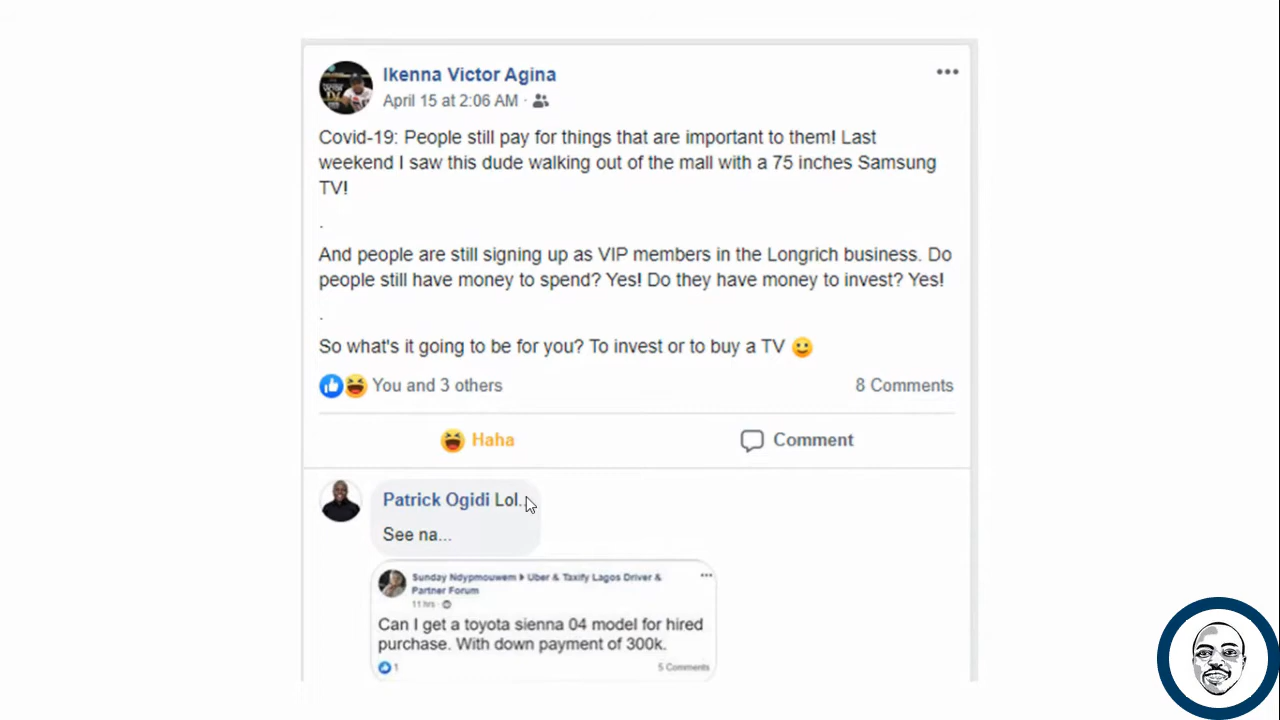 Ikenna Victor Agina
April 15 at 2:06 AM ·
Covid-19: People still pay for things that are important to them! Last
weekend I saw this dude walking out of the mall with a 75 inches Samsung
TV!
.
And people are still signing up as VIP members in the Longrich business. Do
people still have money to spend? Yes! Do they have money to invest? Yes!
.
So what's it going to be for you? To invest or to buy a TV 🙂
You and 3 others 8 Comments
Haha Comment
Patrick Ogidi Lol..
See na...
Sunday Ndypmouwem ▸ Uber & Taxify Lagos Driver &
Partner Forum
11 hrs ·
Can I get a toyota sienna 04 model for hired
purchase. With down payment of 300k.
1 5 Comments